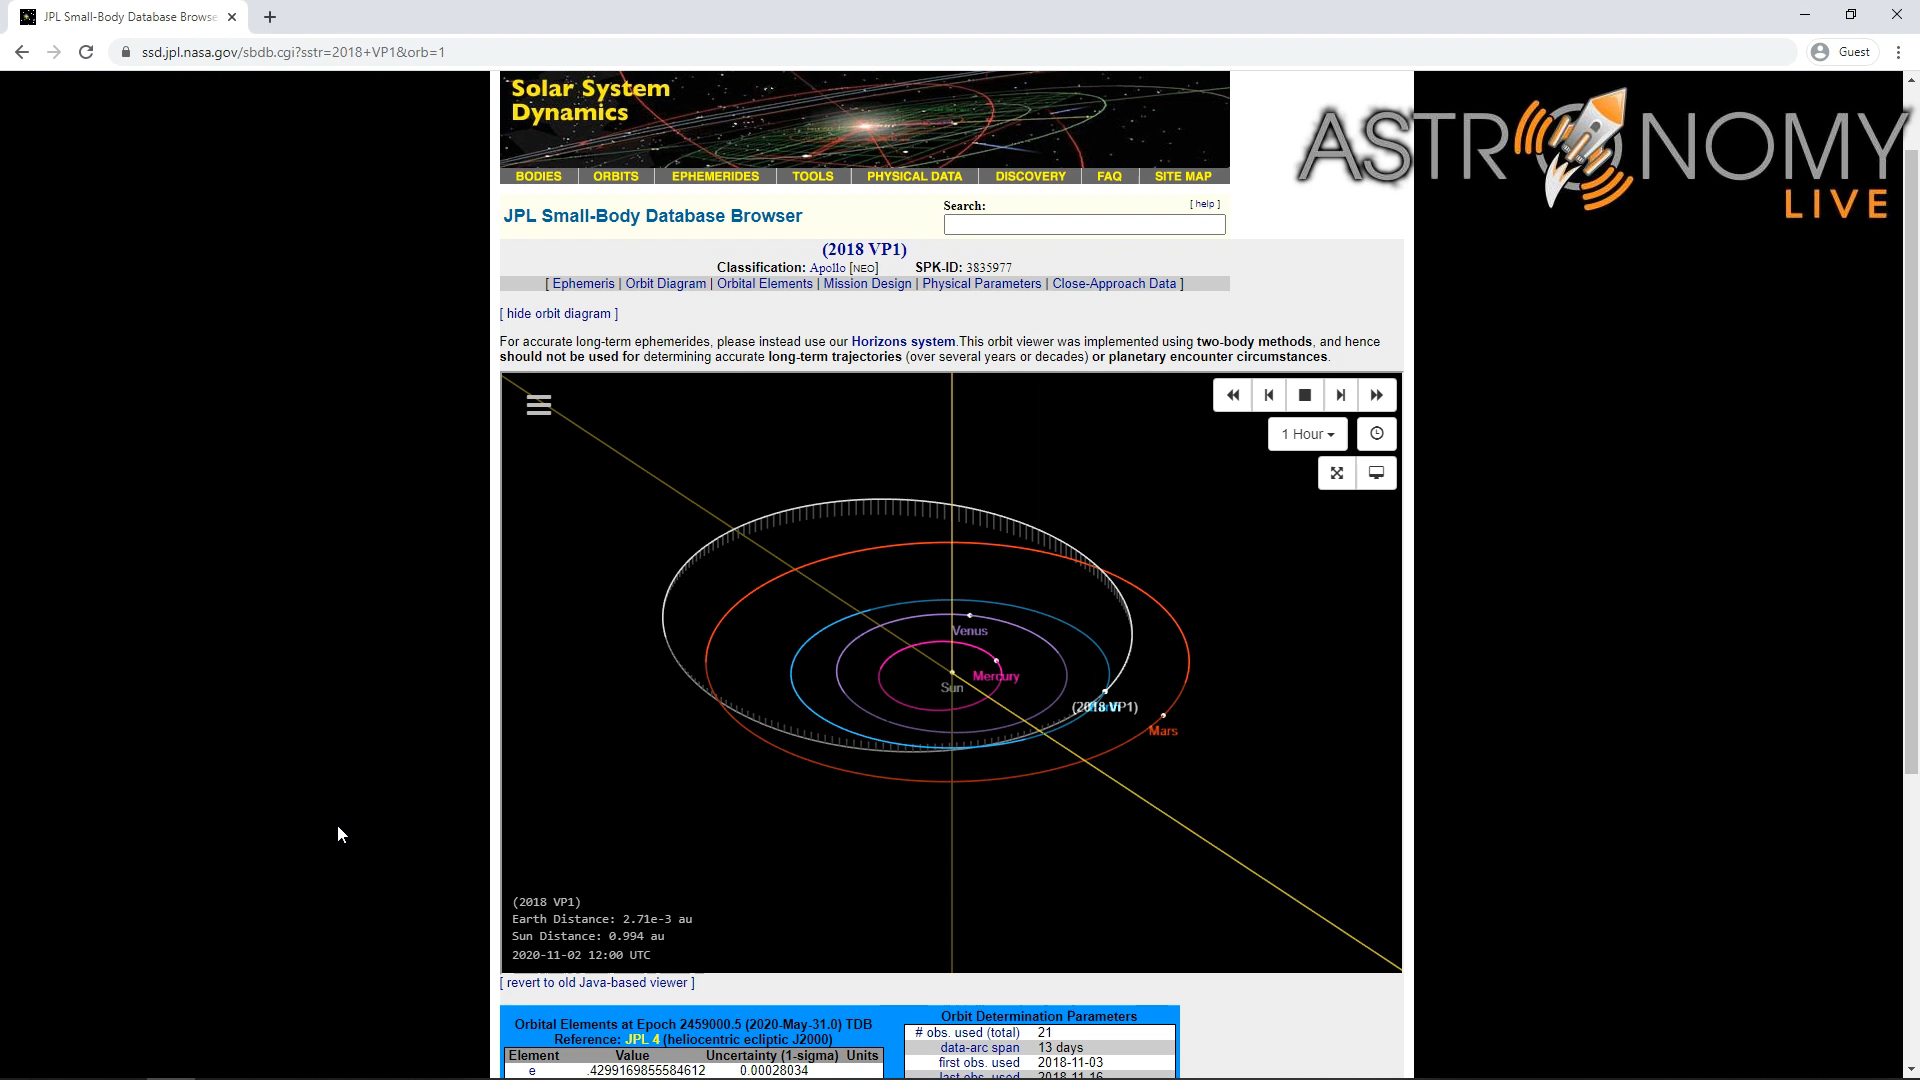 JPL Small-Body Database Browse
ssd.jpl.nasa.gov/sbdb.cgi?sstr=2018+VP1&orb=1
Guest
Solar System
Dynamics
BODIES ORBITS EPHEMERIDES TOOLS PHYSICAL DATA DISCOVERY FAQ SITE MAP
ASTRONOMY
LIVE
JPL Small-Body Database Browser
Search:
[ help ]
(2018 VP1)
Classification: Apollo [NEO] SPK-ID: 3835977
[ Ephemeris | Orbit Diagram | Orbital Elements | Mission Design | Physical Parameters | Close-Approach Data ]
[ hide orbit diagram ]
For accurate long-term ephemerides, please instead use our Horizons system.This orbit viewer was implemented using two-body methods, and hence
should not be used for determining accurate long-term trajectories (over several years or decades) or planetary encounter circumstances.
1 Hour
Venus
Mercury
Sun
(2018 VP1)
Mars
(2018 VP1)
Earth Distance: 2.71e-3 au
Sun Distance: 0.994 au
2020-11-02 12:00 UTC
[ revert to old Java-based viewer ]
Orbital Elements at Epoch 2459000.5 (2020-May-31.0) TDB
Reference: JPL 4 (heliocentric ecliptic J2000)
Element Value Uncertainty (1-sigma) Units
e .4299169855584612 0.00028034
Orbit Determination Parameters
# obs. used (total) 21
data-arc span 13 days
first obs. used 2018-11-03
last obs. used 2018-11-16